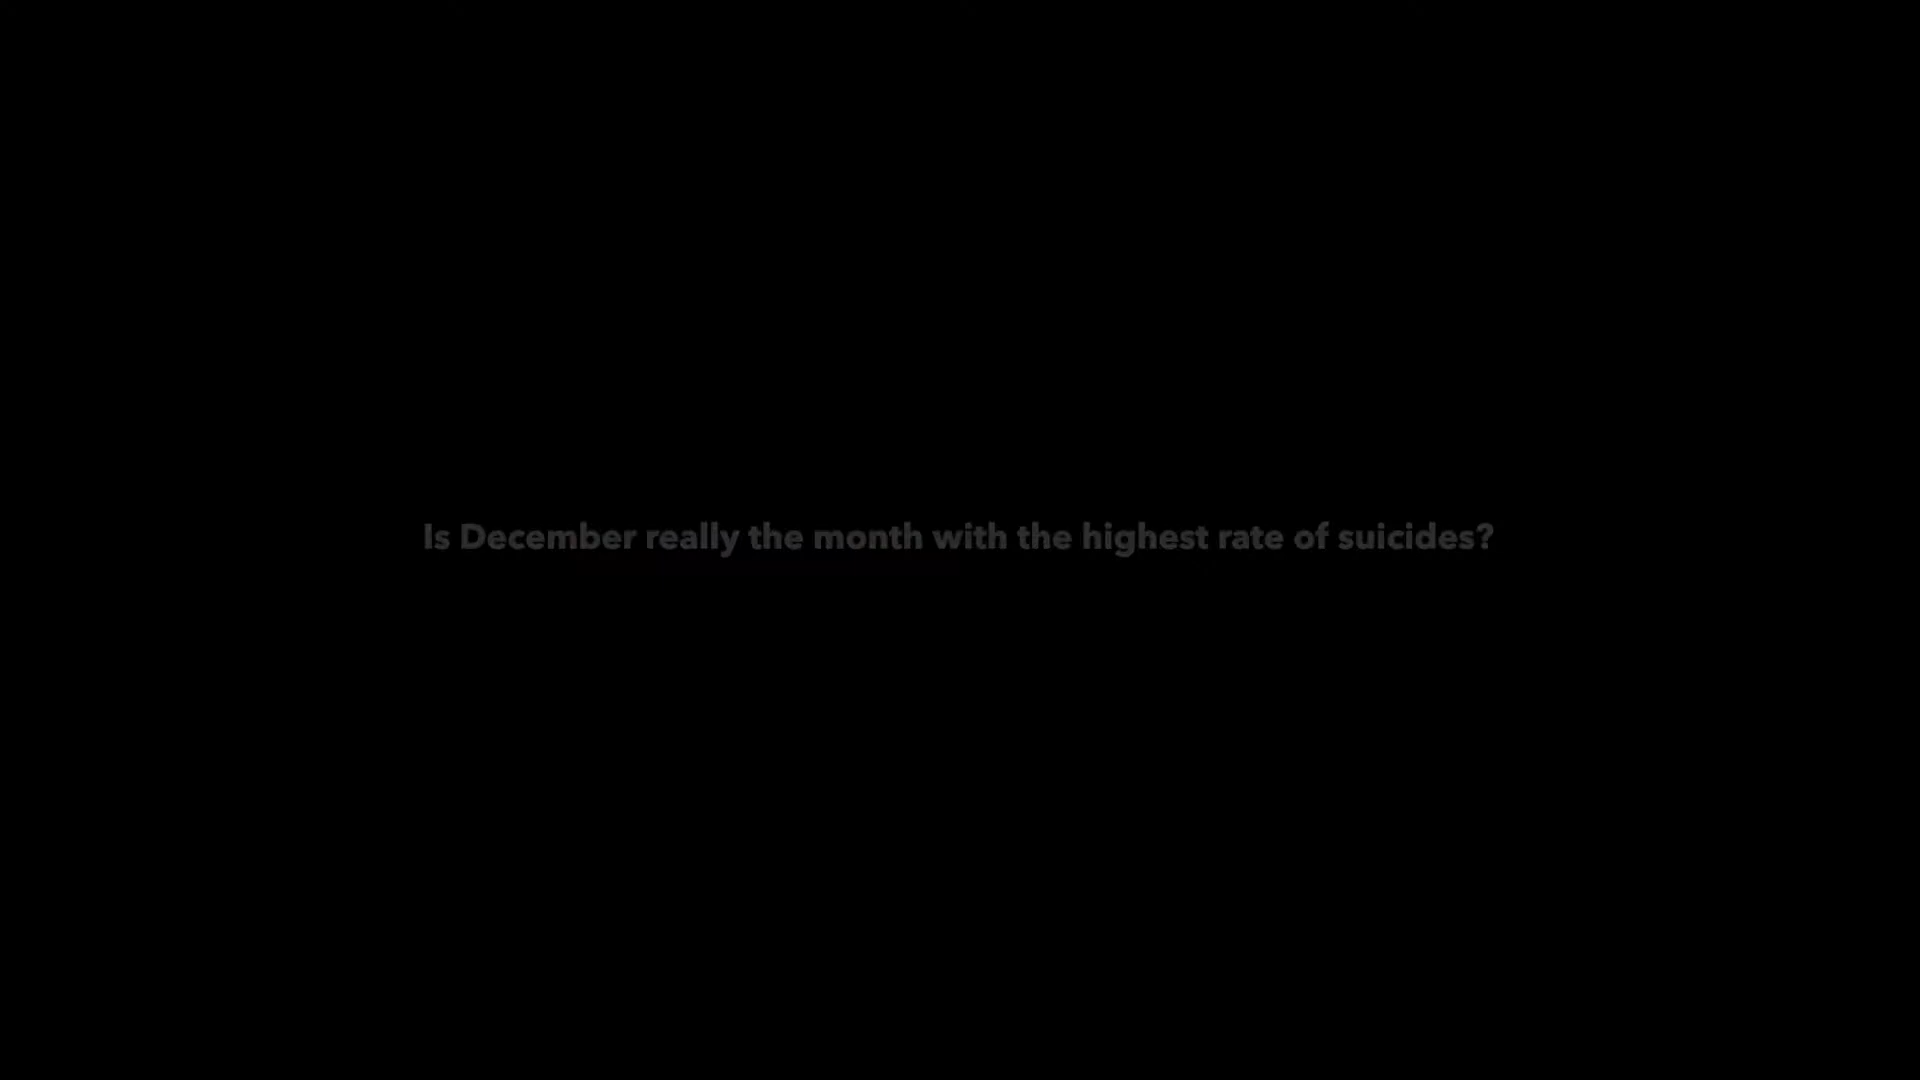 Is December really the month with the highest rate of suicides?